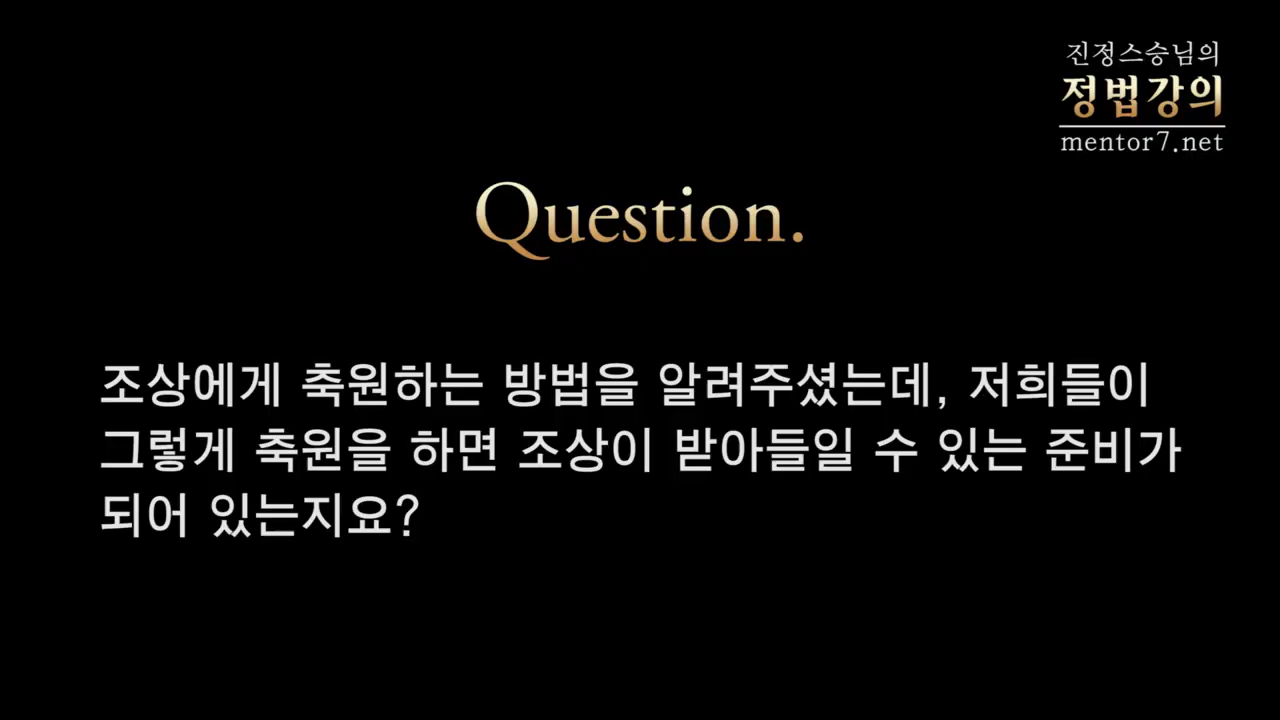 진정스승님의
정법강의
mentor7.net
Question.
조상에게 축원하는 방법을 알려주셨는데, 저희들이
그렇게 축원을 하면 조상이 받아들일 수 있는 준비가
되어 있는지요?